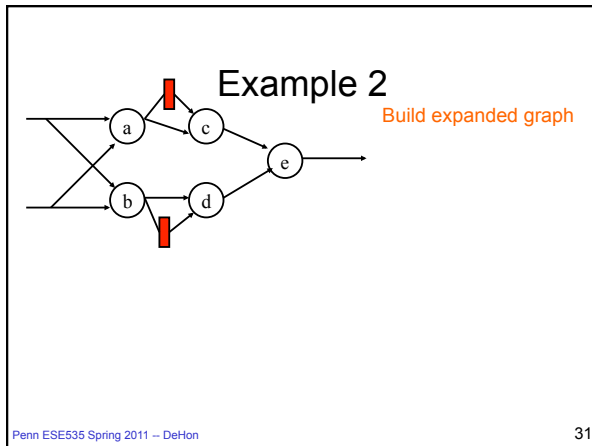 Example 2
Build expanded graph
a
c
e
b
d
Penn ESE535 Spring 2011 -- DeHon
31